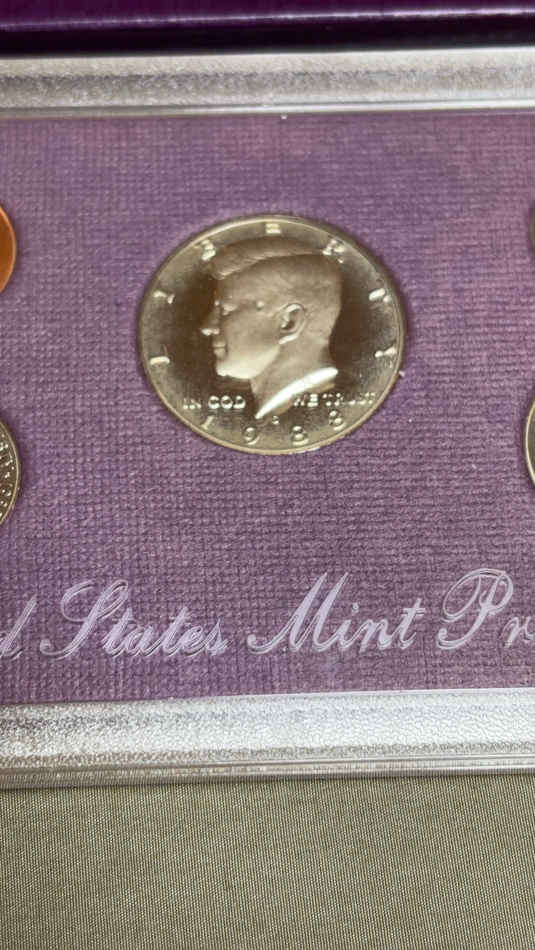 LIBERTY
IN GOD WE TRUST
S
1988
d States Mint Pr